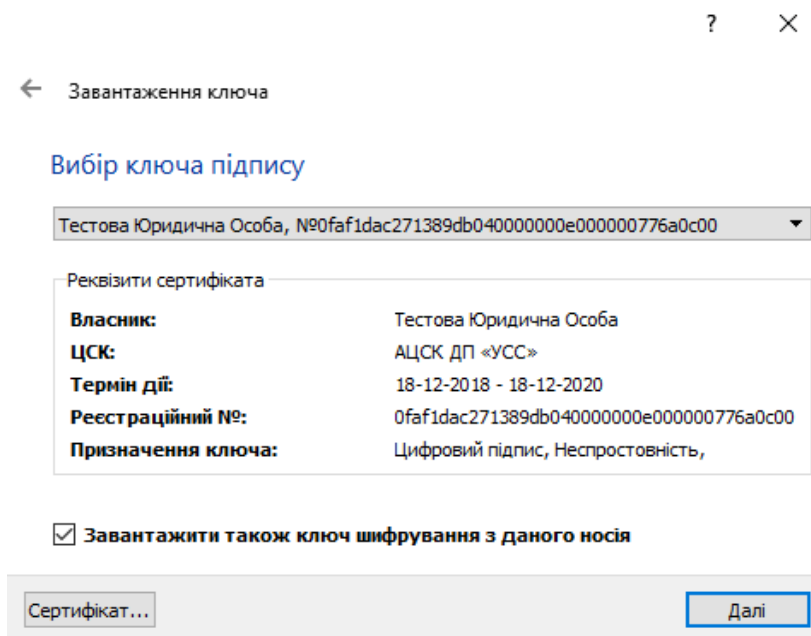 ?
Завантаження ключа
Вибір ключа підпису
Тестова Юридична Особа, №0faf1dac271389db040000000e000000776a0c00
Реквізити сертифіката
Власник: Тестова Юридична Особа
ЦСК: АЦСК ДП «УСС»
Термін дії: 18-12-2018 - 18-12-2020
Реєстраційний №: 0faf1dac271389db040000000e000000776a0c00
Призначення ключа: Цифровий підпис, Неспростовність,
Завантажити також ключ шифрування з даного носія
Сертифікат... Далі